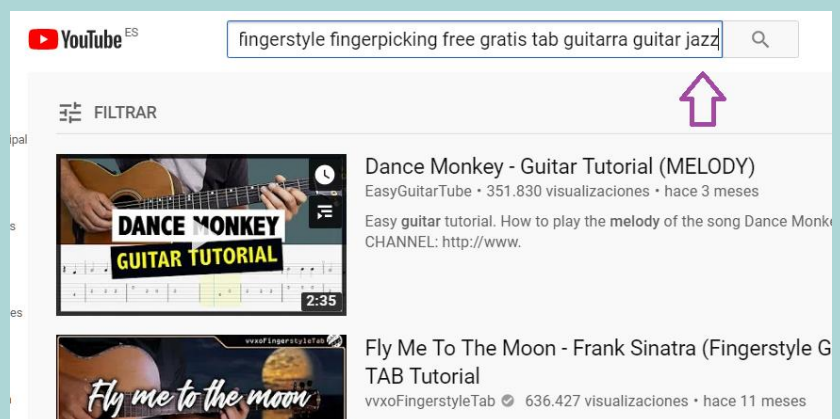 YouTube ES
fingerstyle fingerpicking free gratis tab guitarra guitar jazz
FILTRAR
ipal
Dance Monkey - Guitar Tutorial (MELODY)
EasyGuitarTube • 351.830 visualizaciones • hace 3 meses
Easy guitar tutorial. How to play the melody of the song Dance Monke
CHANNEL: http://www.
DANCE MONKEY
GUITAR TUTORIAL
2:35
s
es
vvxoFingerstyleTab
Fly me to the moon
Fly Me To The Moon - Frank Sinatra (Fingerstyle G
TAB Tutorial
vvxoFingerstyleTab 636.427 visualizaciones • hace 11 meses